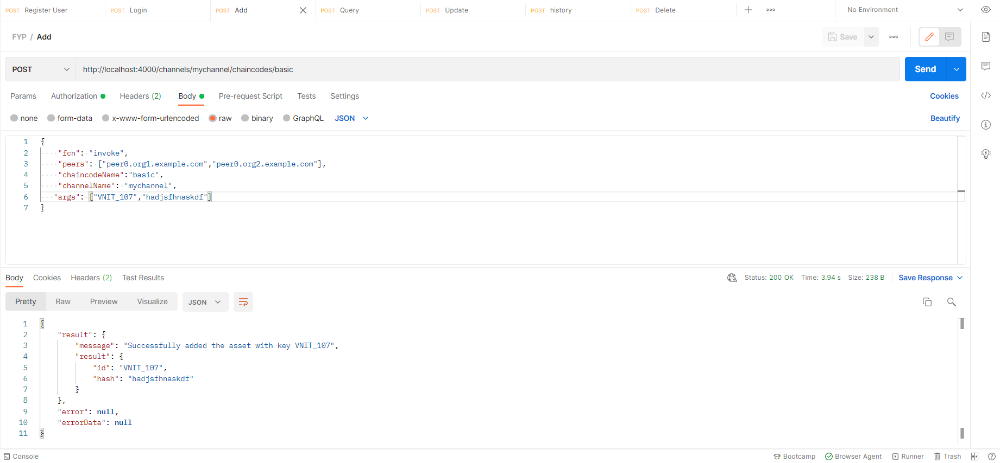 POST Register User POST Login POST Add POST Query POST Update POST history POST Delete No Environment
FYP / Add Save
POST http://localhost:4000/channels/mychannel/chaincodes/basic Send
Params Authorization Headers (2) Body Pre-request Script Tests Settings Cookies
none form-data x-www-form-urlencoded raw binary GraphQL JSON Beautify
1 {
2 "fcn": "invoke",
3 "peers": ["peer0.org1.example.com","peer0.org2.example.com"],
4 "chaincodeName":"basic",
5 "channelName": "mychannel",
6 "args": ["VNIT_107","hadjsfhnaskdf"]
7 }
Body Cookies Headers (2) Test Results Status: 200 OK Time: 3.94 s Size: 238 B Save Response
Pretty Raw Preview Visualize JSON
1 {
2 "result": {
3 "message": "Successfully added the asset with key VNIT_107",
4 "result": {
5 "id": "VNIT_107",
6 "hash": "hadjsfhnaskdf"
7 }
8 },
9 "error": null,
10 "errorData": null
11 }
Console Bootcamp Browser Agent Runner Trash